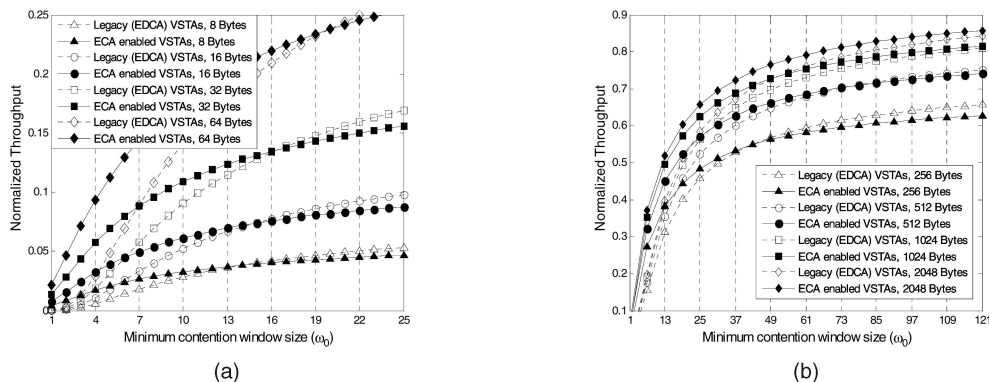 0.25
0.2
0.15
0.1
0.05
Normalized Throughput
Legacy (EDCA) VSTAs, 8 Bytes
ECA enabled VSTAs, 8 Bytes
Legacy (EDCA) VSTAs, 16 Bytes
ECA enabled VSTAs, 16 Bytes
Legacy (EDCA) VSTAs, 32 Bytes
ECA enabled VSTAs, 32 Bytes
Legacy (EDCA) VSTAs, 64 Bytes
ECA enabled VSTAs, 64 Bytes
1 4 7 10 13 16 19 22 25
Minimum contention window size (ω₀)
(a)
0.9
0.8
0.7
0.6
0.5
0.4
0.3
0.2
0.1
Normalized Throughput
Legacy (EDCA) VSTAs, 256 Bytes
ECA enabled VSTAs, 256 Bytes
Legacy (EDCA) VSTAs, 512 Bytes
ECA enabled VSTAs, 512 Bytes
Legacy (EDCA) VSTAs, 1024 Bytes
ECA enabled VSTAs, 1024 Bytes
Legacy (EDCA) VSTAs, 2048 Bytes
ECA enabled VSTAs, 2048 Bytes
1 13 25 37 49 61 73 85 97 109 121
Minimum contention window size (ω₀)
(b)